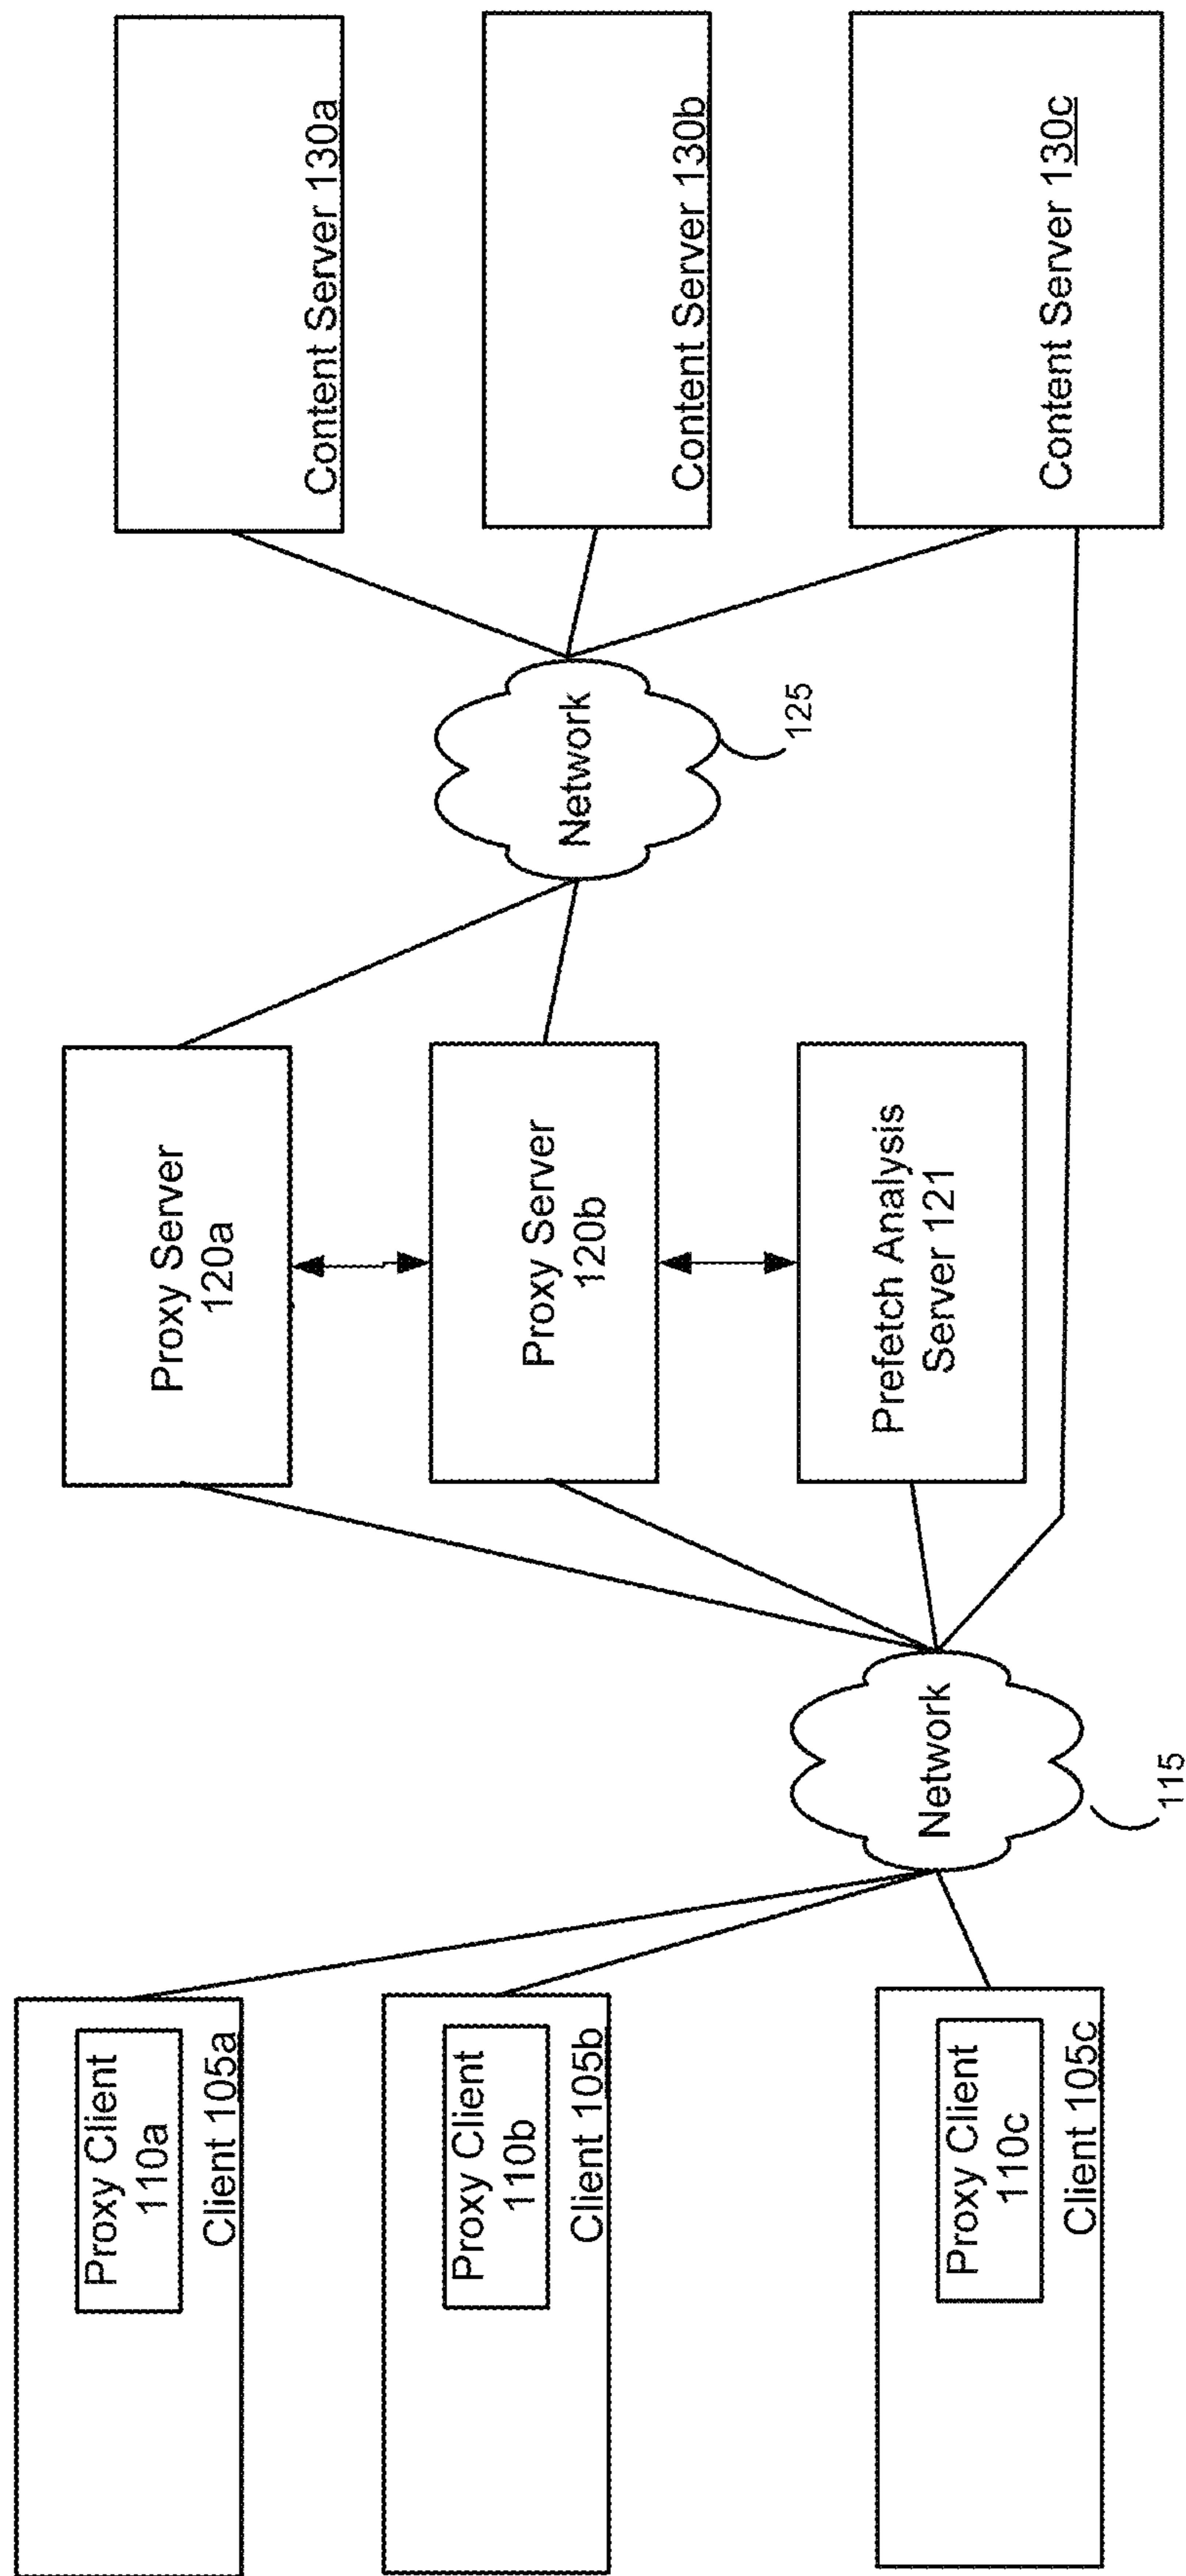 Proxy Client
110a
Client 105a
Proxy Client
110b
Client 105b
Proxy Client
110c
Client 105c
Network
115
Proxy Server
120a
Proxy Server
120b
Prefetch Analysis
Server 121
Network
125
Content Server 130a
Content Server 130b
Content Server 130c